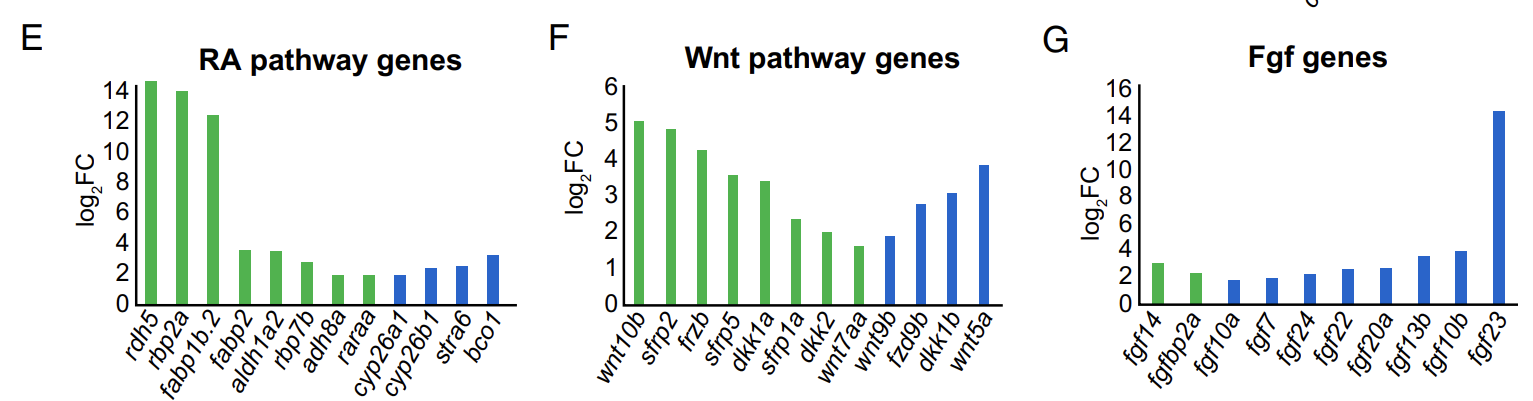 E
RA pathway genes
log2FC
14
12
10
8
6
4
2
0
rdh5
rbp2a
fabp1b.2
fabp2
aldh1a2
rbp7b
adh8a
raraa
cyp26a1
cyp26b1
stra6
bco1
F
Wnt pathway genes
log2FC
6
5
4
3
2
1
0
wnt10b
sfrp2
frzb
sfrp5
dkk1a
sfrp1a
dkk2
wnt7aa
wnt9b
fzd9b
dkk1b
wnt5a
G
Fgf genes
log2FC
16
14
12
10
8
6
4
2
0
fgf14
fgfbp2a
fgf10a
fgf7
fgf24
fgf22
fgf20a
fgf13b
fgf10b
fgf23